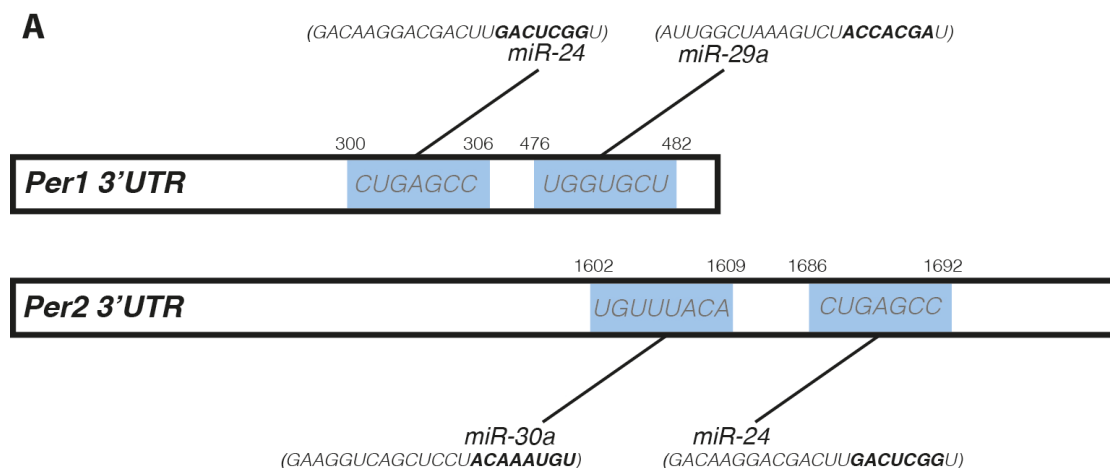 A
(GACAAGGACGACUUGACUCGGU) (AUUGGCUAAAGUCUACCACGAU)
miR-24 miR-29a
300 306 476 482
Per1 3'UTR CUGAGCC UGGUGCU
1602 1609 1686 1692
Per2 3'UTR UGUUUACA CUGAGCC
miR-30a miR-24
(GAAGGUCAGCUCCUACAAAUGU) (GACAAGGACGACUUGACUCGGU)